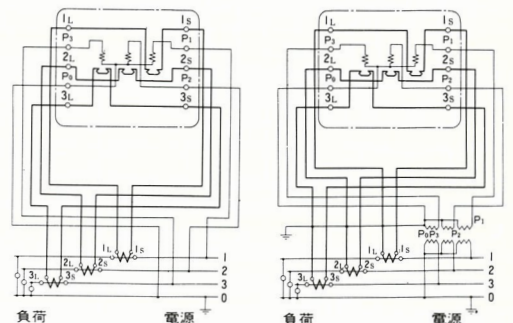 1L 1S
P3 P1
2L 2S
P0 P2
3L 3S
1L 1S
2L 2S
3L 3S
1
2
3
0
負荷 電源
1L 1S
P3 P1
2L 2S
P0 P2
3L 3S
P1
P0 P3 P2
1L 1S
2L 2S
3L 3S
1
2
3
0
負荷 電源